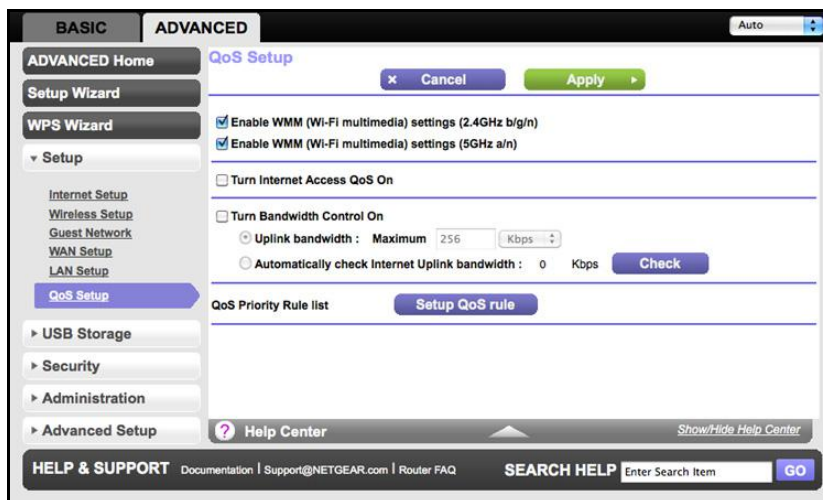 BASIC
ADVANCED
Auto
ADVANCED Home
Setup Wizard
WPS Wizard
Setup
Internet Setup
Wireless Setup
Guest Network
WAN Setup
LAN Setup
QoS Setup
USB Storage
Security
Administration
Advanced Setup
QoS Setup
x Cancel
Apply
Enable WMM (Wi-Fi multimedia) settings (2.4GHz b/g/n)
Enable WMM (Wi-Fi multimedia) settings (5GHz a/n)
Turn Internet Access QoS On
Turn Bandwidth Control On
Uplink bandwidth : Maximum 256 Kbps
Automatically check Internet Uplink bandwidth : 0 Kbps Check
QoS Priority Rule list Setup QoS rule
? Help Center Show/Hide Help Center
HELP & SUPPORT Documentation | Support@NETGEAR.com | Router FAQ SEARCH HELP Enter Search Item GO